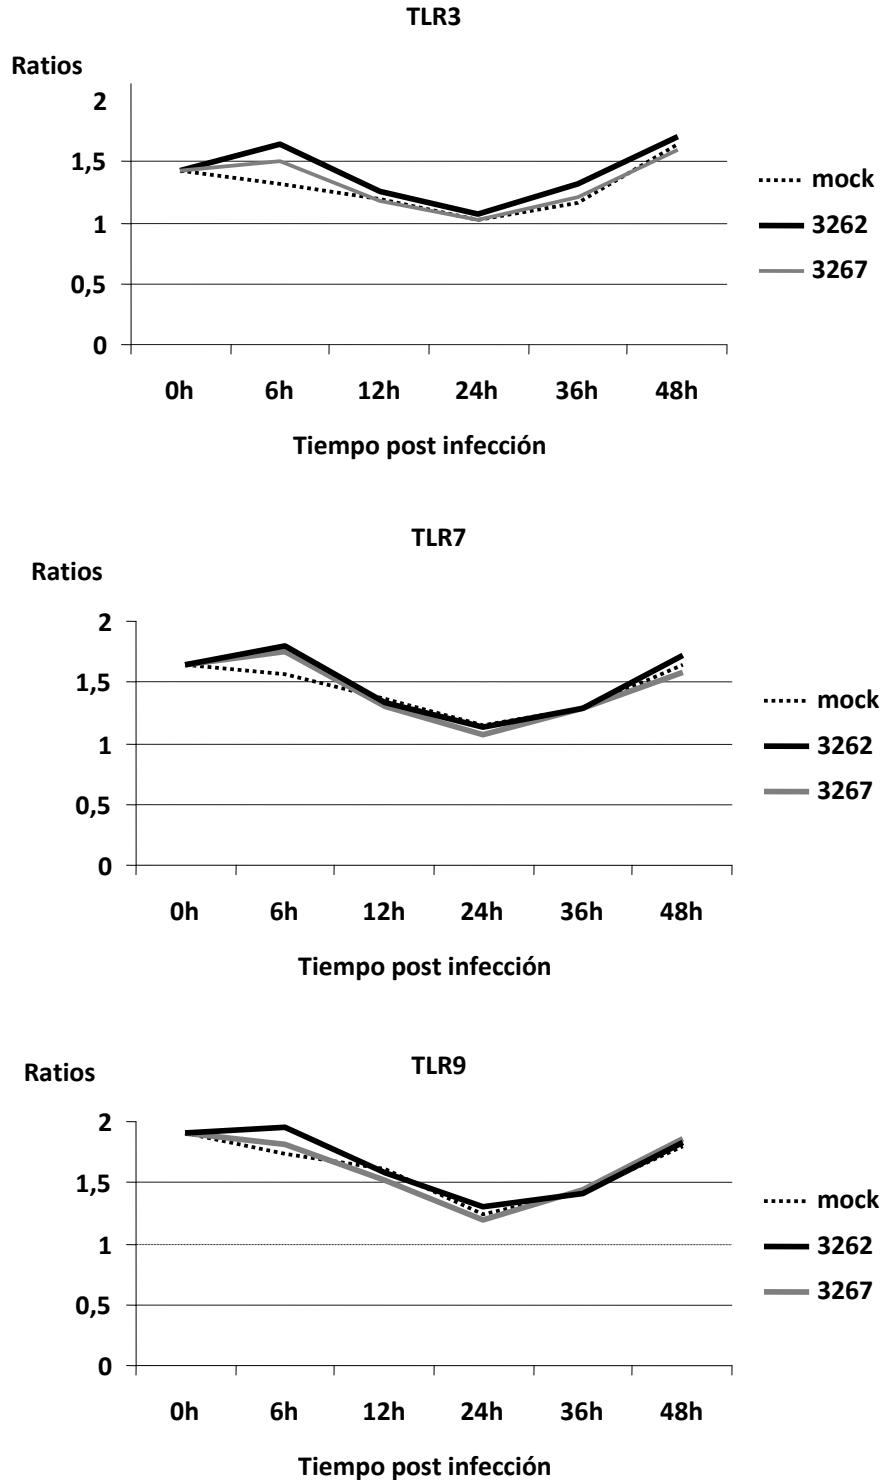 TLR3
Ratios
2
1,5
1
0,5
0
0h 6h 12h 24h 36h 48h
Tiempo post infección
mock
3262
3267
TLR7
Ratios
2
1,5
1
0,5
0
0h 6h 12h 24h 36h 48h
Tiempo post infección
mock
3262
3267
TLR9
Ratios
2
1,5
1
0,5
0
0h 6h 12h 24h 36h 48h
Tiempo post infección
mock
3262
3267